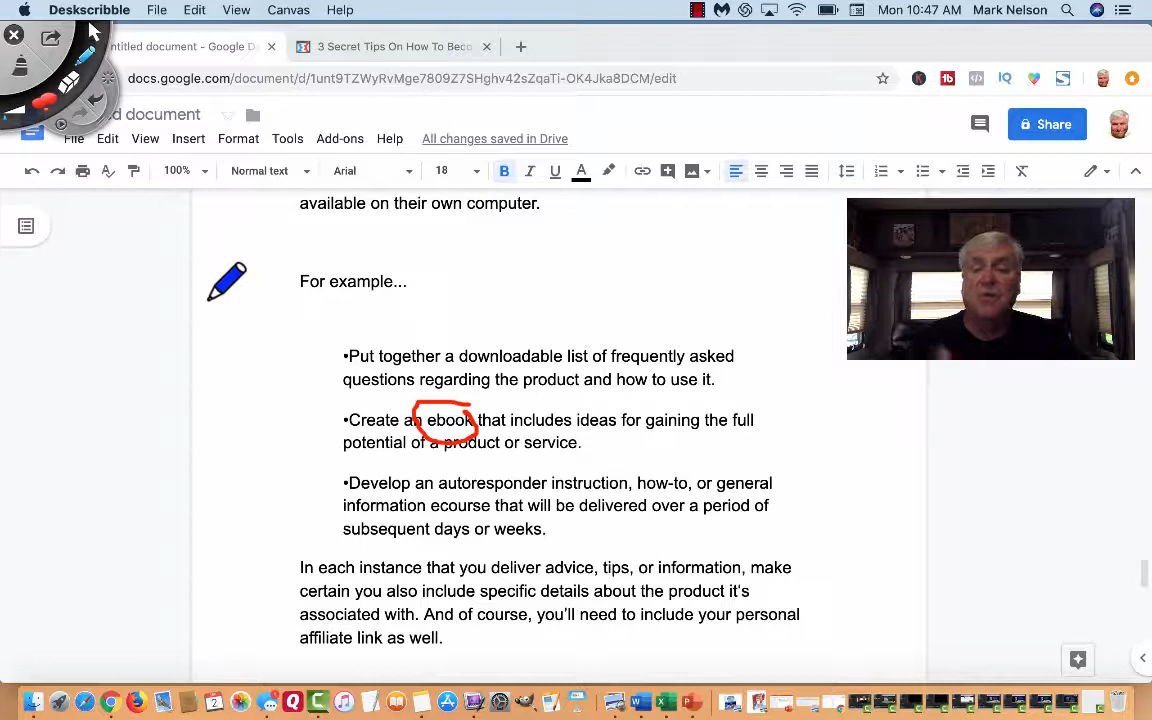 Deskscribble File Edit View Canvas Help Mon 10:47 AM Mark Nelson
ntitled document - Google D 3 Secret Tips On How To Beco
docs.google.com/document/d/1unt9TZWyRvMge7809Z7SHghv42sZqaTi-OK4Jka8DCM/edit
d document
File Edit View Insert Format Tools Add-ons Help All changes saved in Drive Share
100% Normal text Arial 18 B I U A
available on their own computer.
For example...
•Put together a downloadable list of frequently asked
questions regarding the product and how to use it.
•Create an ebook that includes ideas for gaining the full
potential of a product or service.
•Develop an autoresponder instruction, how-to, or general
information ecourse that will be delivered over a period of
subsequent days or weeks.
In each instance that you deliver advice, tips, or information, make
certain you also include specific details about the product it's
associated with. And of course, you'll need to include your personal
affiliate link as well.